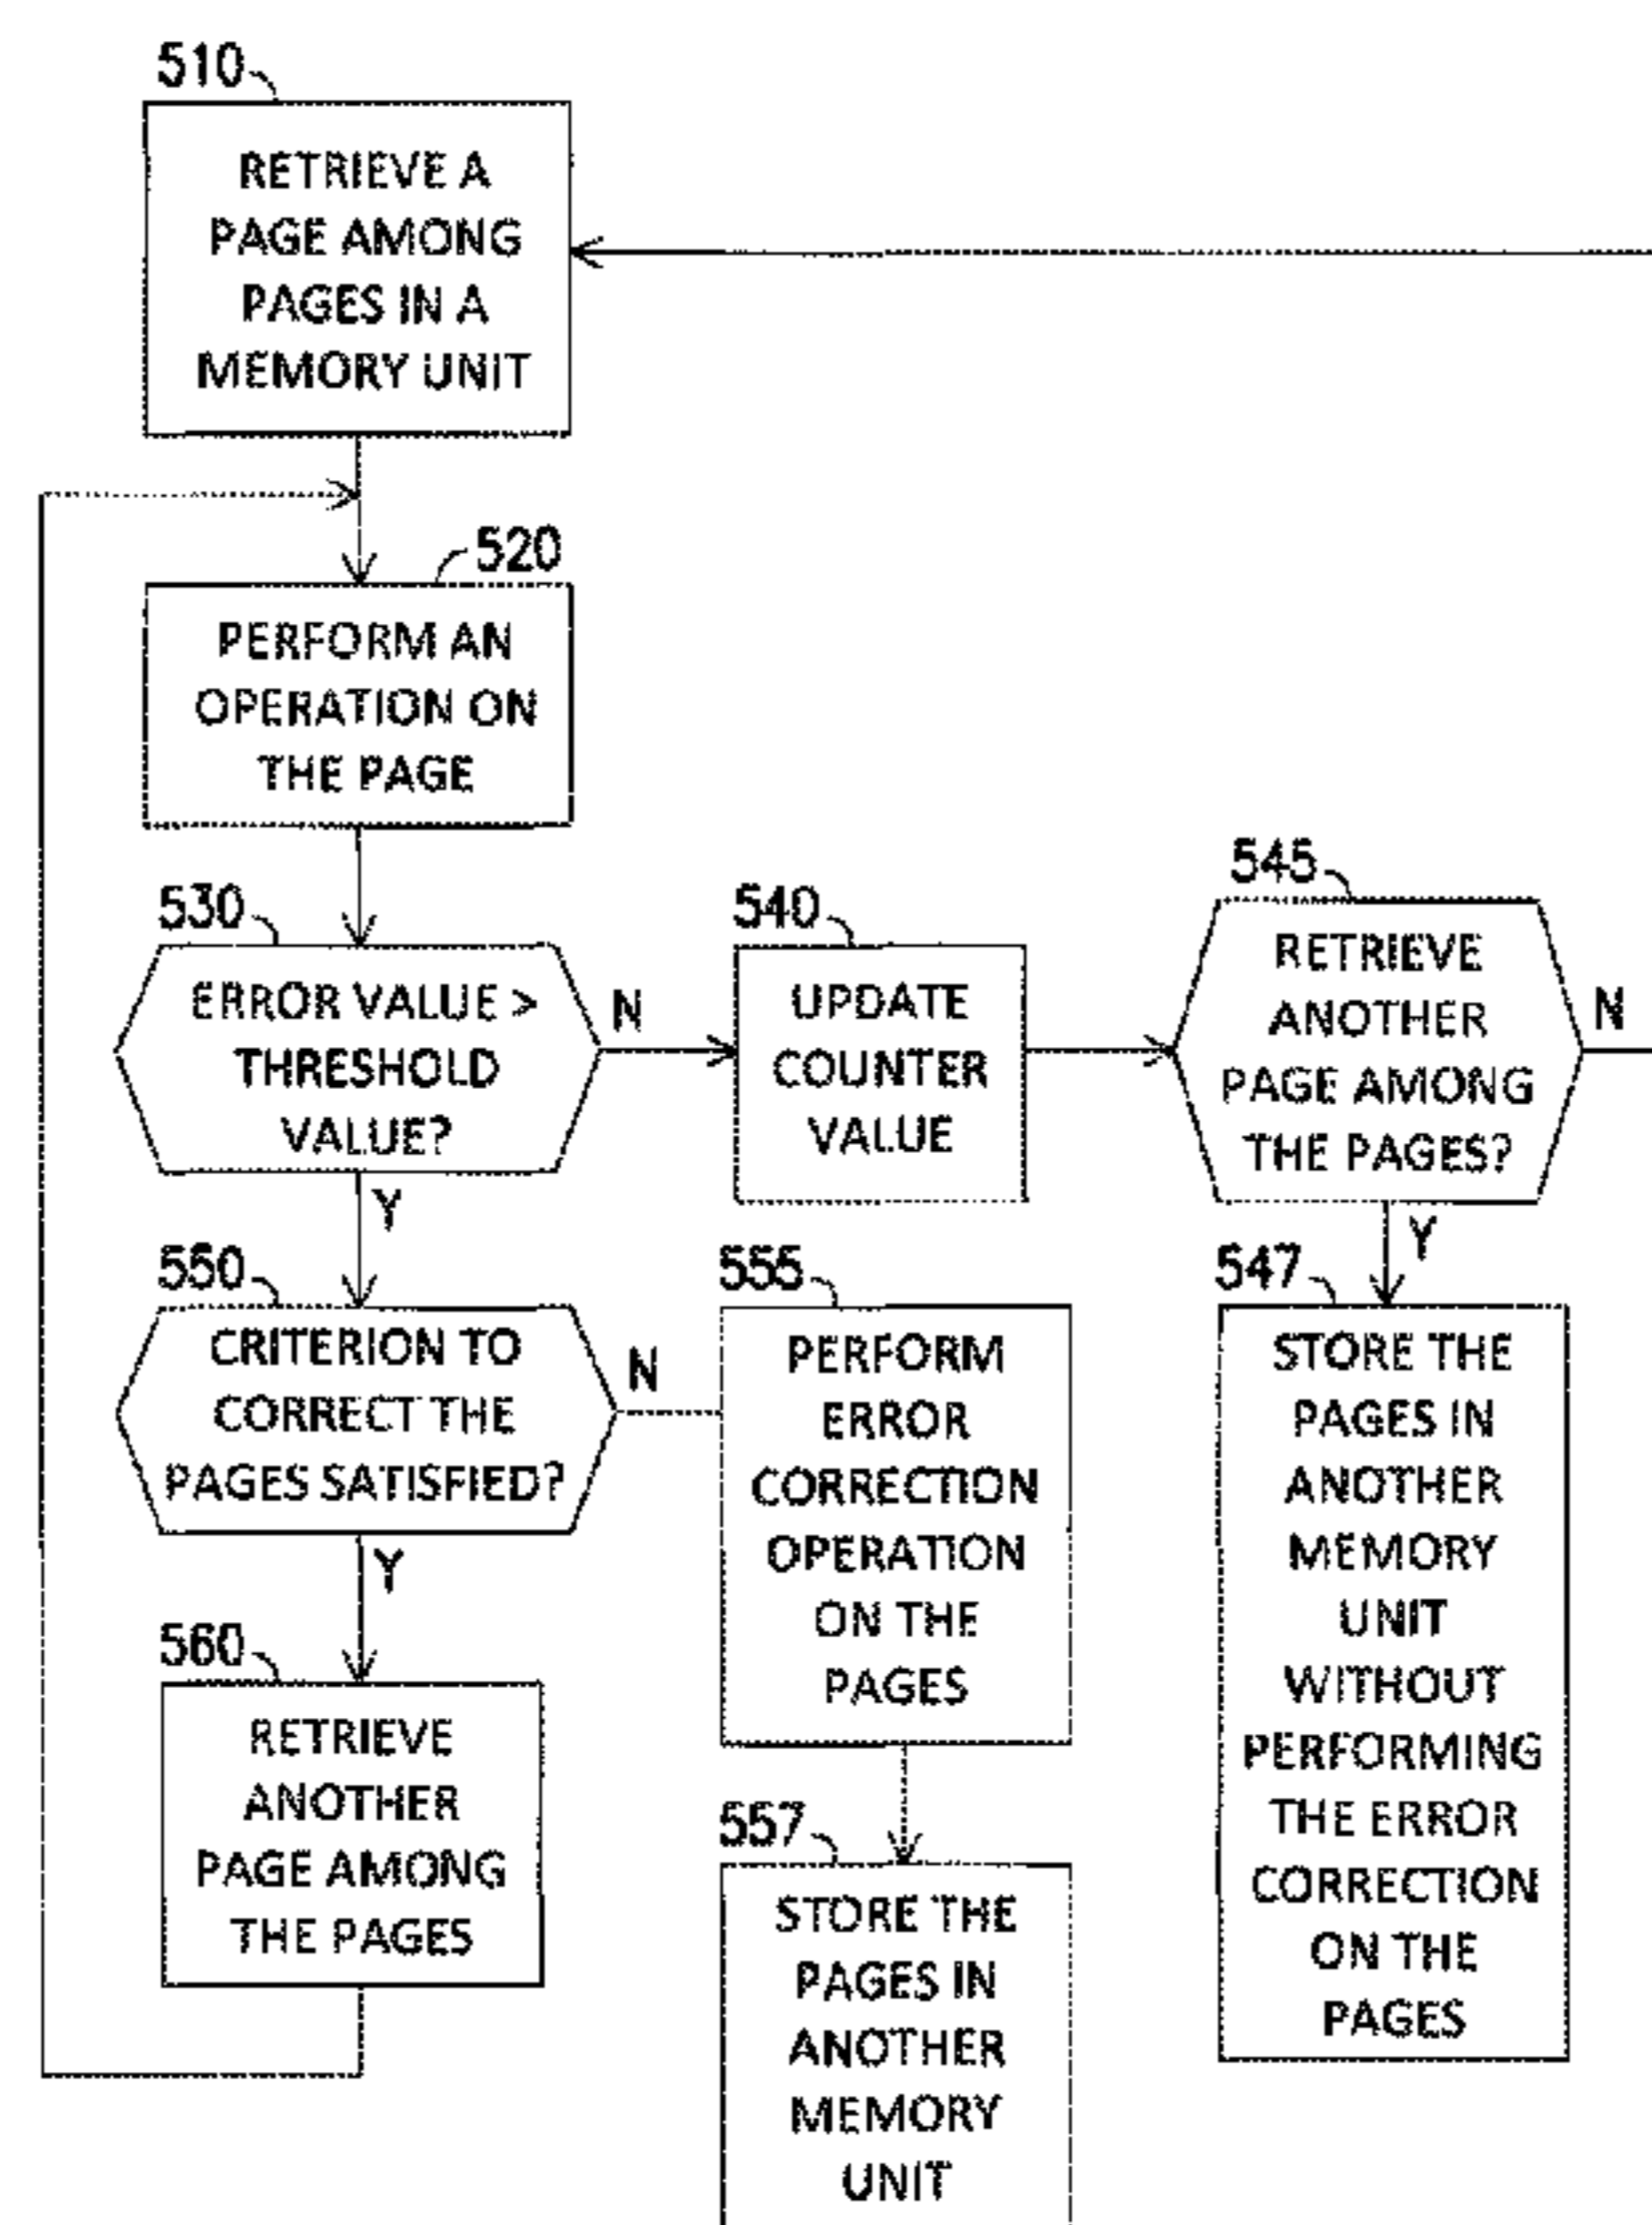 510
RETRIEVE A
PAGE AMONG
PAGES IN A
MEMORY UNIT
520
PERFORM AN
OPERATION ON
THE PAGE
530
ERROR VALUE >
THRESHOLD
VALUE?
N
Y
540
UPDATE
COUNTER
VALUE
545
RETRIEVE
ANOTHER
PAGE AMONG
THE PAGES?
N
Y
547
STORE THE
PAGES IN
ANOTHER
MEMORY
UNIT
WITHOUT
PERFORMING
THE ERROR
CORRECTION
ON THE
PAGES
550
CRITERION TO
CORRECT THE
PAGES SATISFIED?
N
Y
555
PERFORM
ERROR
CORRECTION
OPERATION
ON THE
PAGES
557
STORE THE
PAGES IN
ANOTHER
MEMORY
UNIT
560
RETRIEVE
ANOTHER
PAGE AMONG
THE PAGES